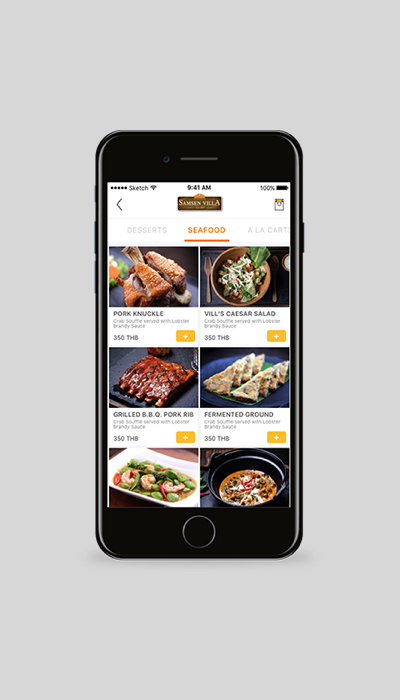 Sketch 9:41 AM 100%
SAMSEN VILLA
DESSERTS SEAFOOD A LA CARTE
PORK KNUCKLE
Crab Souffle served with Lobster
Brandy Sauce
350 THB +
VILL'S CAESAR SALAD
Crab Souffle served with Lobster
Brandy Sauce
350 THB +
GRILLED B.B.Q. PORK RIB
Crab Souffle served with Lobster
Brandy Sauce
350 THB +
FERMENTED GROUND
Crab Souffle served with Lobster
Brandy Sauce
350 THB +